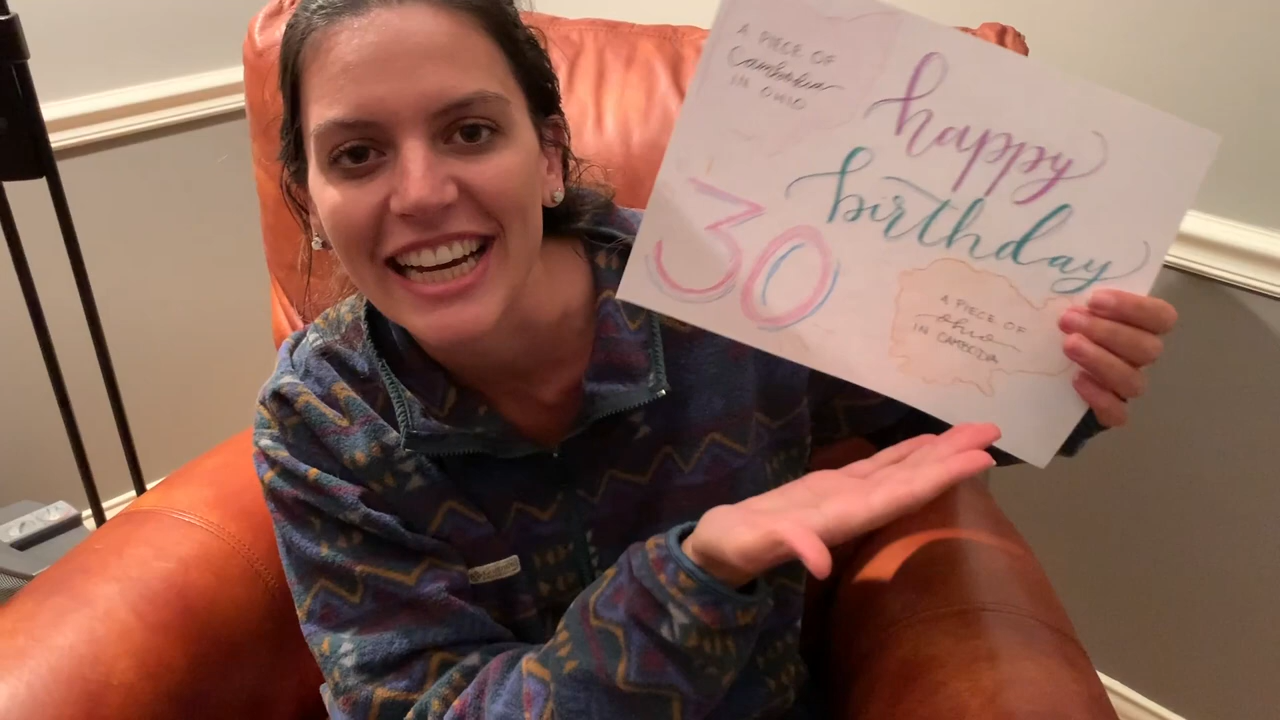 A PIECE OF
Cambodia
IN OHIO
happy
birthday
30
A PIECE OF
ohio
IN CAMBODIA